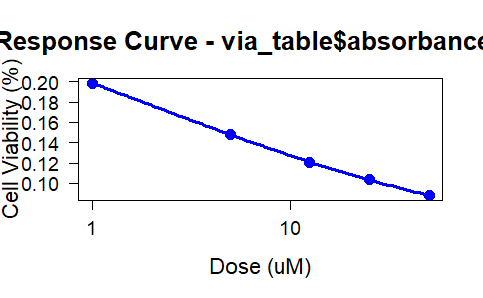 Response Curve - via_table$absorbance
Cell Viability (%)
0.20
0.18
0.16
0.14
0.12
0.10
1
10
Dose (uM)